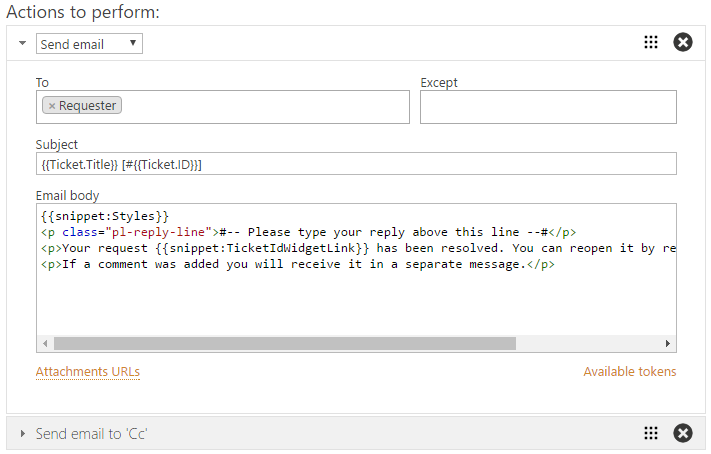 Actions to perform:
Send email
To Except
× Requester
Subject
{{Ticket.Title}} [#{{Ticket.ID}}]
Email body
{{snippet:Styles}}
<p class="pl-reply-line">#-- Please type your reply above this line --#</p>
<p>Your request {{snippet:TicketIdWidgetLink}} has been resolved. You can reopen it by re
<p>If a comment was added you will receive it in a separate message.</p>
Attachments URLs Available tokens
Send email to 'Cc'